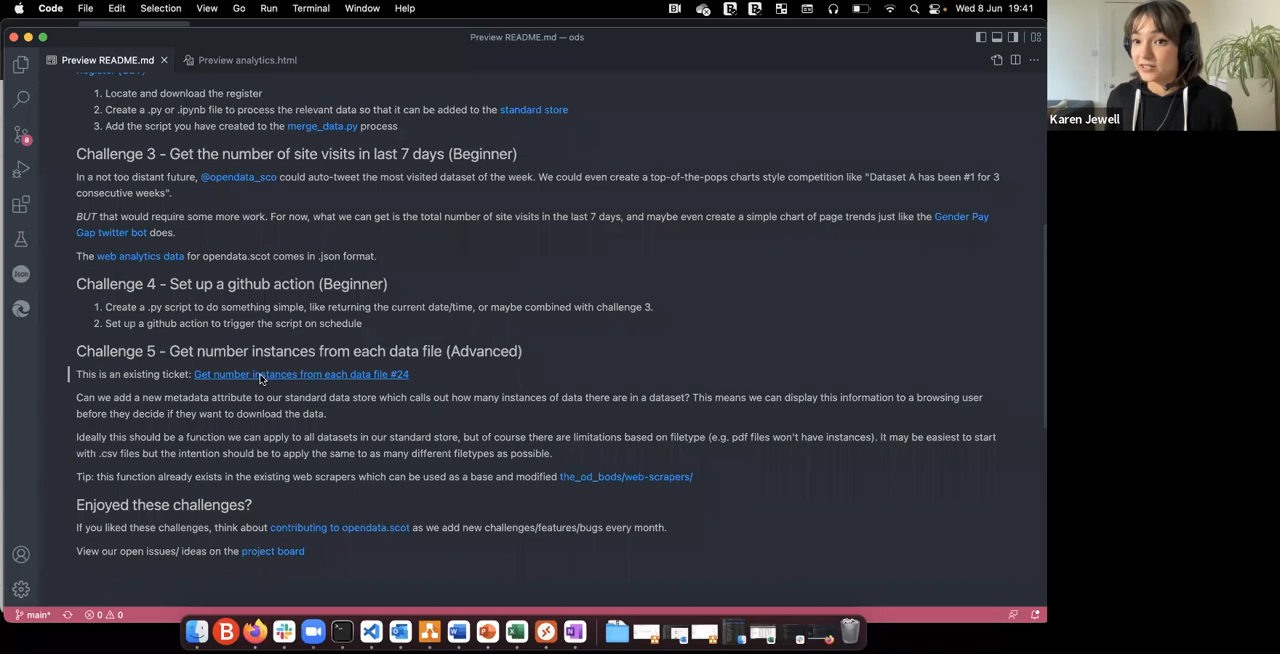 Code File Edit Selection View Go Run Terminal Window Help Wed 8 Jun 19:41
Preview README.md — ods
Preview README.md Preview analytics.html
1. Locate and download the register
2. Create a .py or .ipynb file to process the relevant data so that it can be added to the standard store
3. Add the script you have created to the merge_data.py process
Challenge 3 - Get the number of site visits in last 7 days (Beginner)
In a not too distant future, @opendata_sco could auto-tweet the most visited dataset of the week. We could even create a top-of-the-pops charts style competition like "Dataset A has been #1 for 3
consecutive weeks".
BUT that would require some more work. For now, what we can get is the total number of site visits in the last 7 days, and maybe even create a simple chart of page trends just like the Gender Pay
Gap twitter bot does.
The web analytics data for opendata.scot comes in .json format.
Challenge 4 - Set up a github action (Beginner)
1. Create a .py script to do something simple, like returning the current date/time, or maybe combined with challenge 3.
2. Set up a github action to trigger the script on schedule
Challenge 5 - Get number instances from each data file (Advanced)
This is an existing ticket: Get number instances from each data file #24
Can we add a new metadata attribute to our standard data store which calls out how many instances of data there are in a dataset? This means we can display this information to a browsing user
before they decide if they want to download the data.
Ideally this should be a function we can apply to all datasets in our standard store, but of course there are limitations based on filetype (e.g. pdf files won't have instances). It may be easiest to start
with .csv files but the intention should be to apply the same to as many different filetypes as possible.
Tip: this function already exists in the existing web scrapers which can be used as a base and modified the_od_bods/web-scrapers/
Enjoyed these challenges?
If you liked these challenges, think about contributing to opendata.scot as we add new challenges/features/bugs every month.
View our open issues/ ideas on the project board
main* 0 0
Karen Jewell